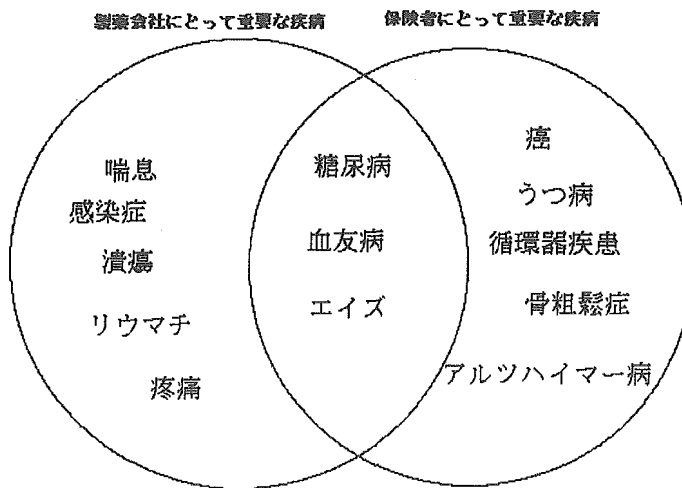 製薬会社にとって重要な疾病
保険者にとって重要な疾病
喘息
感染症
潰瘍
リウマチ
疼痛
糖尿病
血友病
エイズ
癌
うつ病
循環器疾患
骨粗鬆症
アルツハイマー病